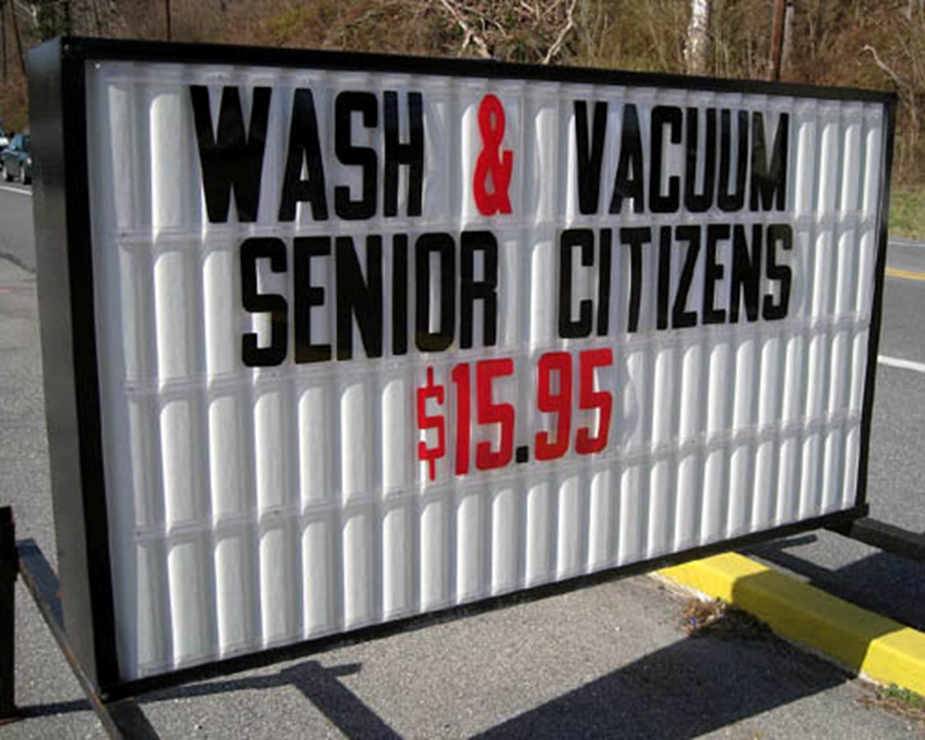 WASH & VACUUM
SENIOR CITIZENS
$15.95